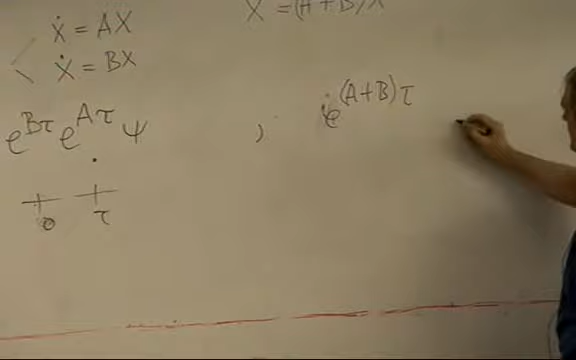 Ẋ = (A+B)X
ẋ = AX
ẋ = BX
e^{Bτ} e^{Aτ} ψ , e^{(A+B)τ}
0 τ